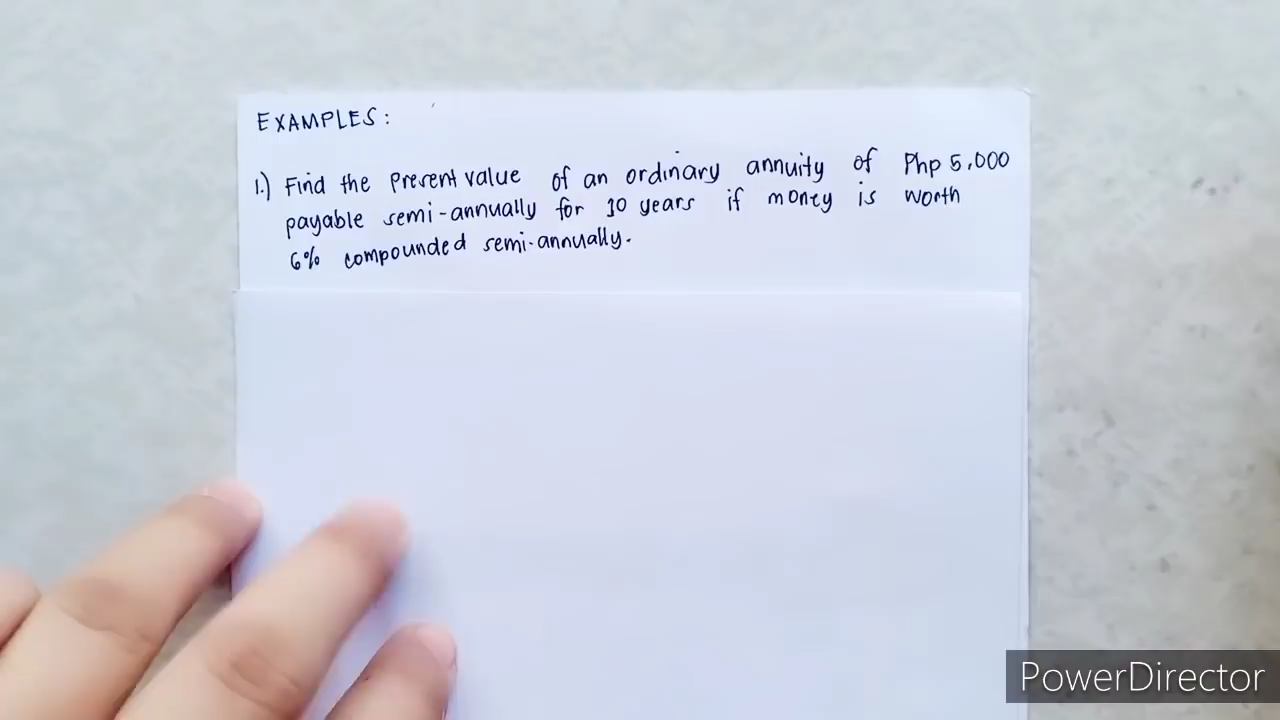 EXAMPLES:
1.) Find the present value of an ordinary annuity of Php 5,000
payable semi-annually for 10 years if money is worth
6% compounded semi-annually.
PowerDirector